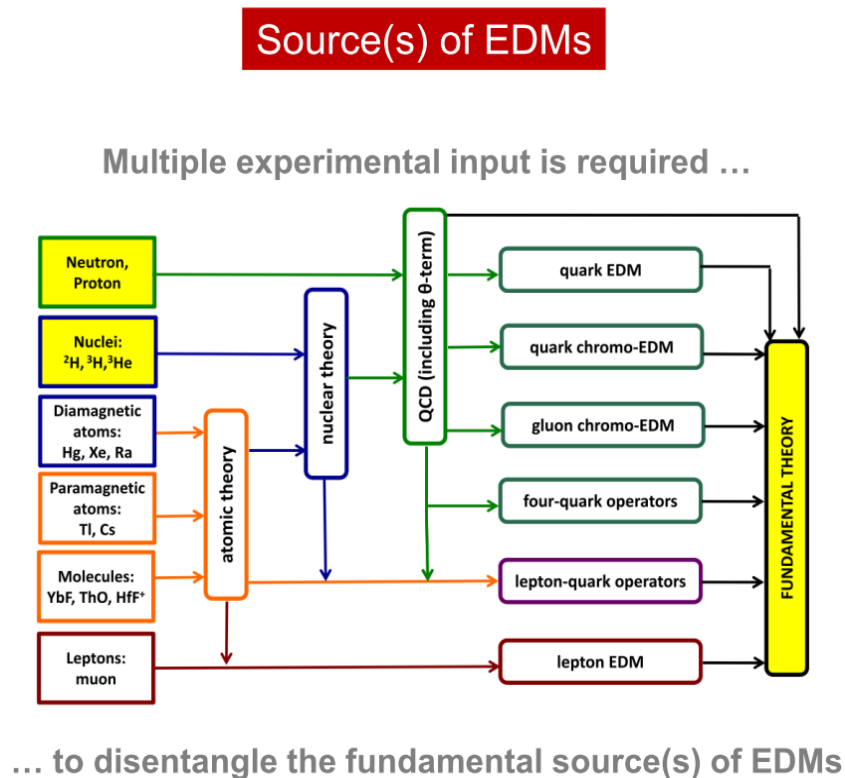 Source(s) of EDMs
Multiple experimental input is required ...
Neutron,
Proton
Nuclei:
²H, ³H,³He
Diamagnetic
atoms:
Hg, Xe, Ra
Paramagnetic
atoms:
Tl, Cs
Molecules:
YbF, ThO, HfF⁺
Leptons:
muon
atomic theory
nuclear theory
QCD (including θ-term)
quark EDM
quark chromo-EDM
gluon chromo-EDM
four-quark operators
lepton-quark operators
lepton EDM
FUNDAMENTAL THEORY
... to disentangle the fundamental source(s) of EDMs